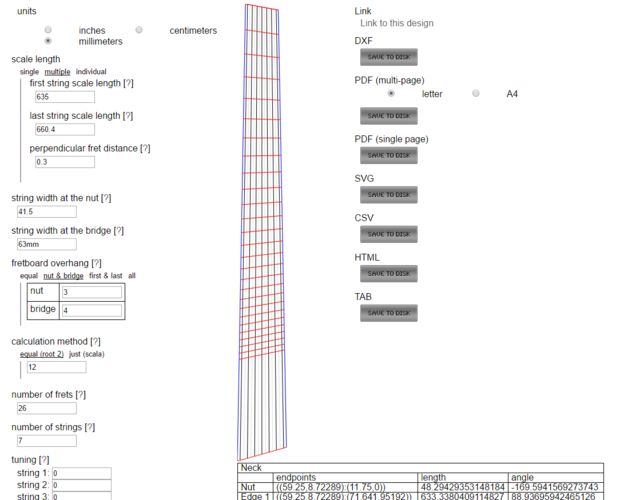 units
inches
centimeters
millimeters
scale length
single multiple individual
first string scale length [?]
635
last string scale length [?]
660.4
perpendicular fret distance [?]
0.3
string width at the nut [?]
41.5
string width at the bridge [?]
63mm
fretboard overhang [?]
equal nut & bridge first & last all
nut 3
bridge 4
calculation method [?]
equal (root 2) just (scala)
12
number of frets [?]
26
number of strings [?]
7
tuning [?]
string 1: 0
string 2: 0
string 3: 0
Link
Link to this design
DXF
SAVE TO DISK
PDF (multi-page)
letter A4
SAVE TO DISK
PDF (single page)
SAVE TO DISK
SVG
SAVE TO DISK
CSV
SAVE TO DISK
HTML
SAVE TO DISK
TAB
SAVE TO DISK
Neck
endpoints length angle
Nut ((59.25,8.72289):(11.75,0)) 48.29429353148184 -169.5941569273743
Edge 1 ((59.25,8.72289):(71,641.95192)) 633.3380409114827 88.93695942465126